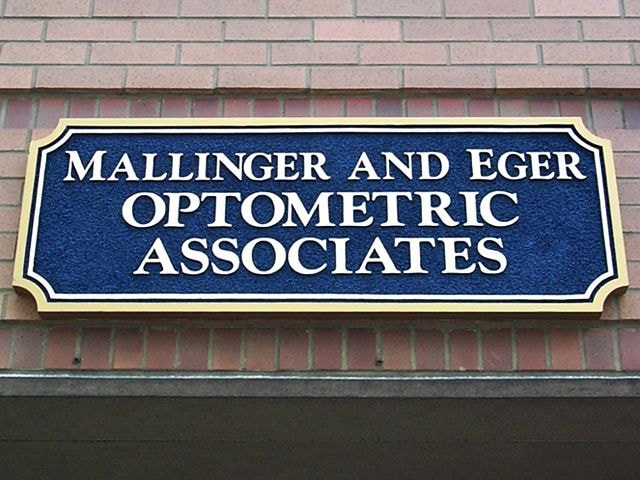 MALLINGER AND EGER
OPTOMETRIC
ASSOCIATES